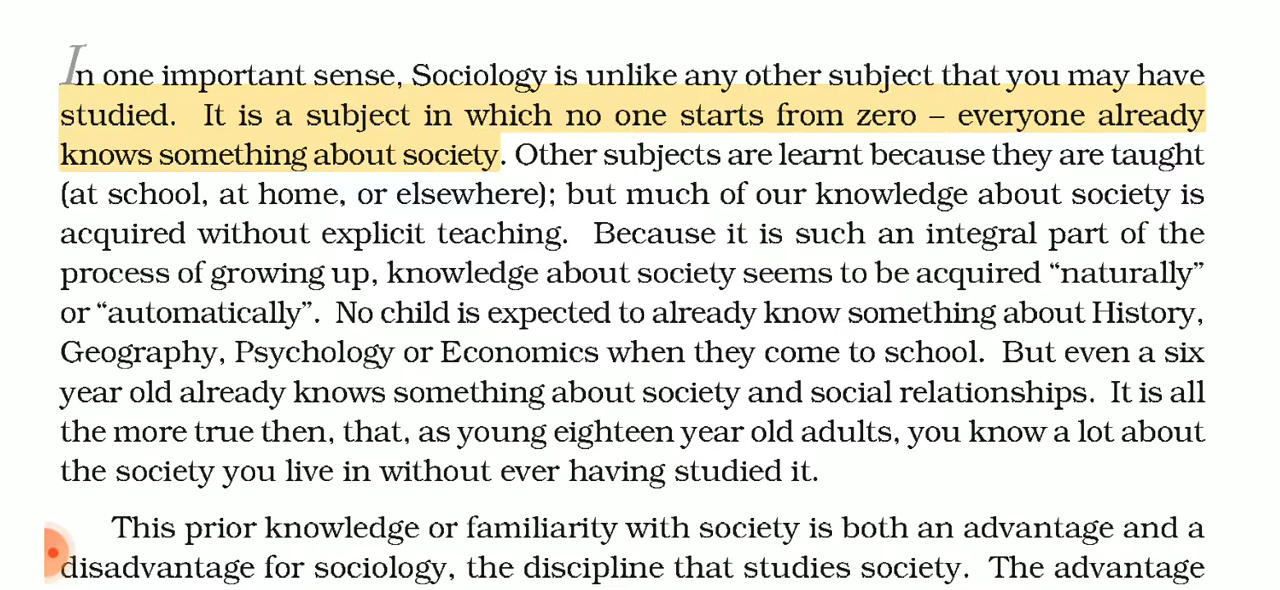 In one important sense, Sociology is unlike any other subject that you may have
studied. It is a subject in which no one starts from zero – everyone already
knows something about society. Other subjects are learnt because they are taught
(at school, at home, or elsewhere); but much of our knowledge about society is
acquired without explicit teaching. Because it is such an integral part of the
process of growing up, knowledge about society seems to be acquired “naturally”
or “automatically”. No child is expected to already know something about History,
Geography, Psychology or Economics when they come to school. But even a six
year old already knows something about society and social relationships. It is all
the more true then, that, as young eighteen year old adults, you know a lot about
the society you live in without ever having studied it.
This prior knowledge or familiarity with society is both an advantage and a
disadvantage for sociology, the discipline that studies society. The advantage